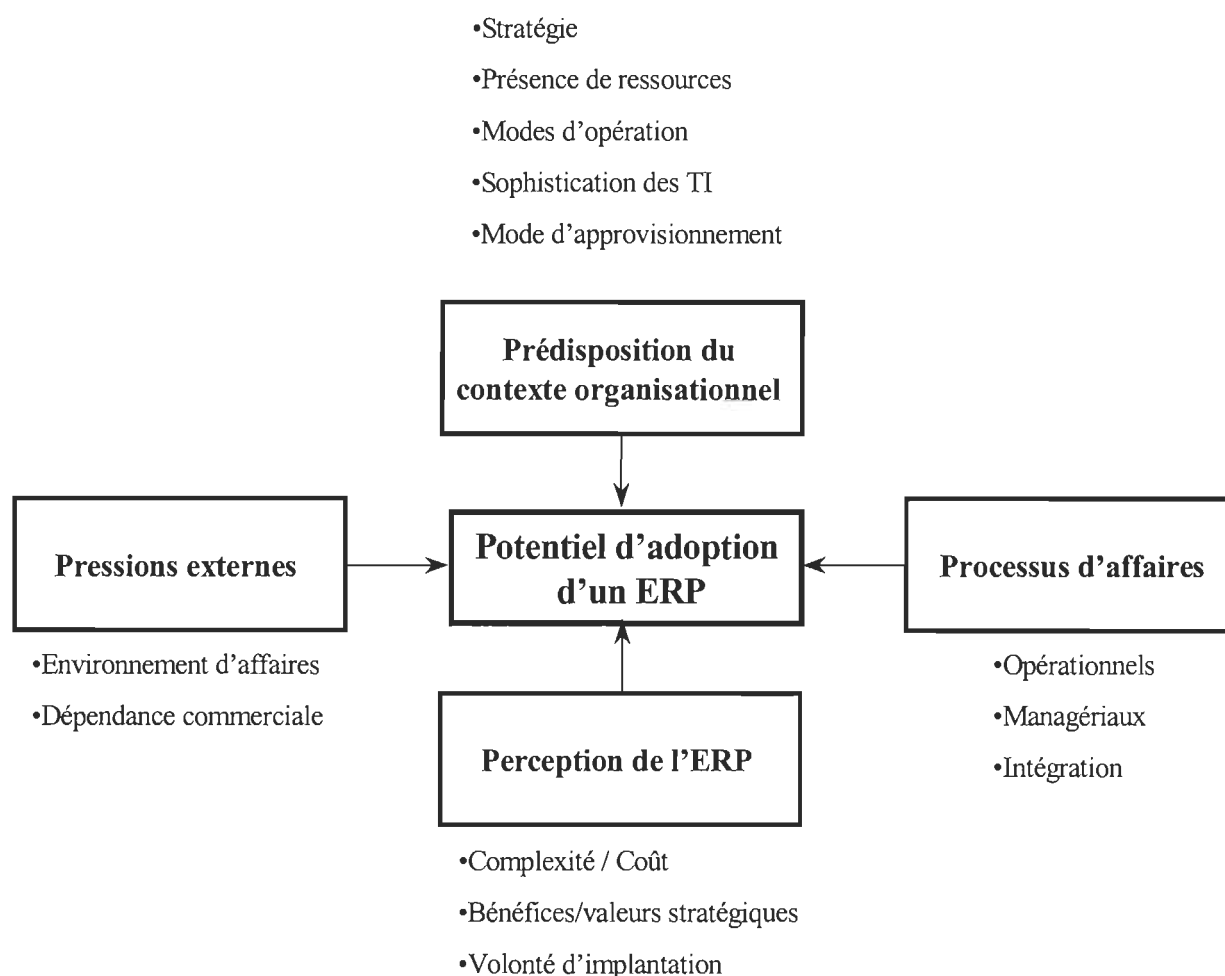 •Stratégie
•Présence de ressources
•Modes d'opération
•Sophistication des TI
•Mode d'approvisionnement
Prédisposition du
contexte organisationnel
Pressions externes
Potentiel d'adoption
d'un ERP
Processus d'affaires
•Environnement d'affaires
•Dépendance commerciale
•Opérationnels
•Managériaux
•Intégration
Perception de l'ERP
•Complexité / Coût
•Bénéfices/valeurs stratégiques
•Volonté d'implantation